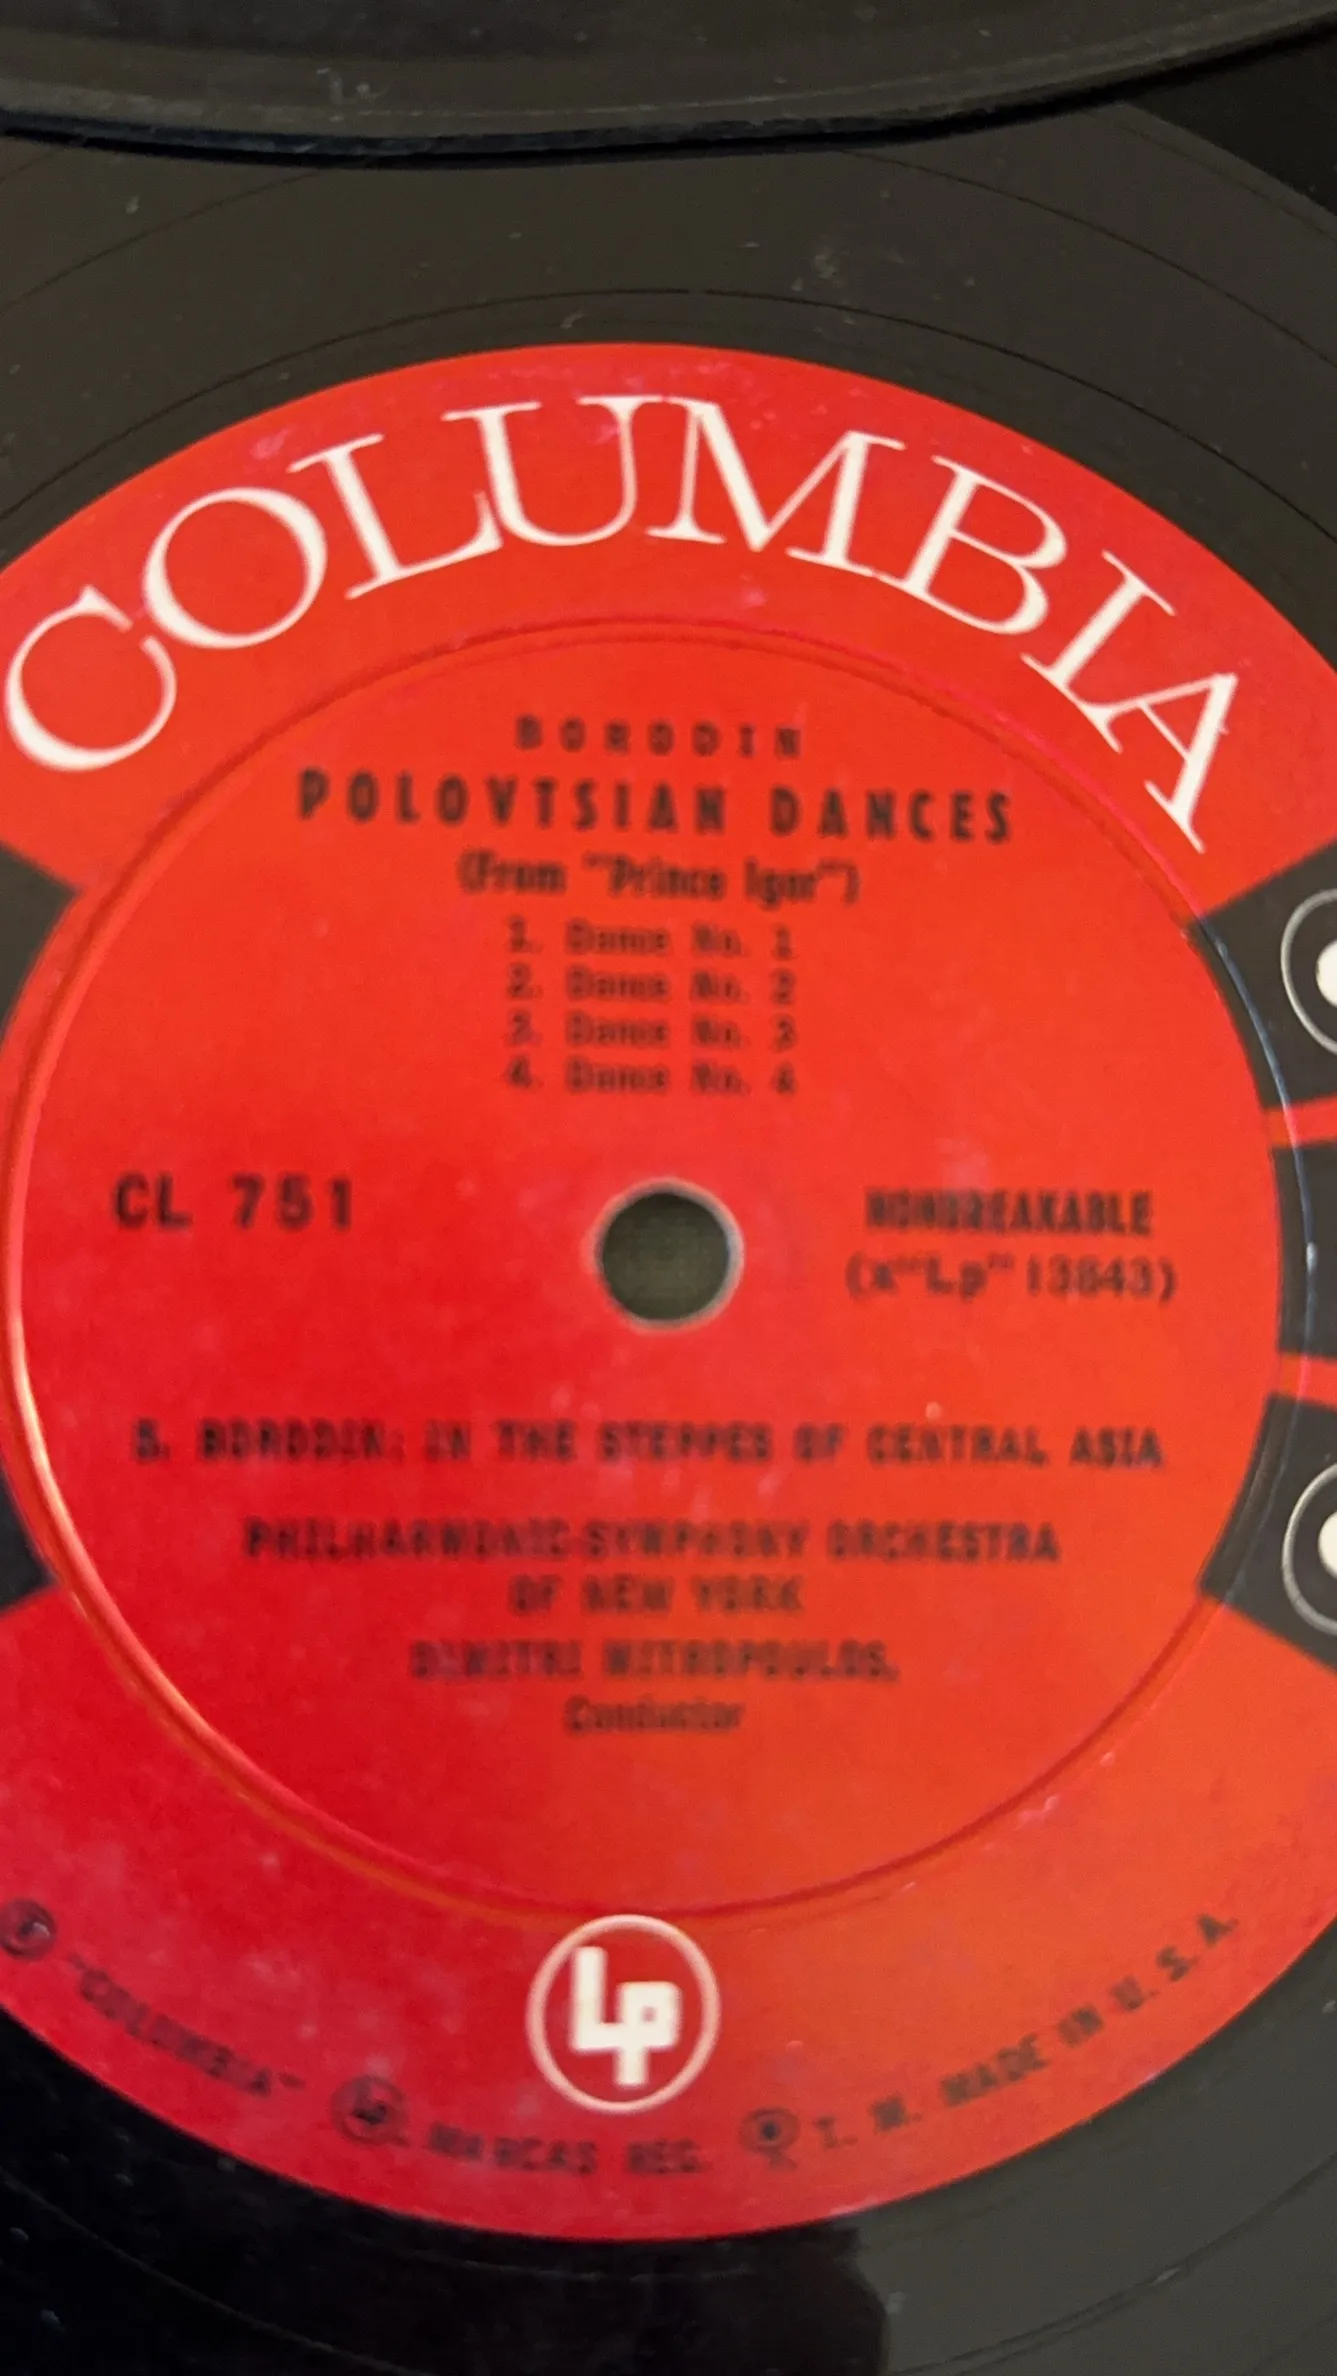 COLUMBIA
BORODIN
POLOVTSIAN DANCES
(From "Prince Igor")
1. Dance No. 1
2. Dance No. 2
3. Dance No. 3
4. Dance No. 4
CL 751
NONBREAKABLE
(x"Lp"13843)
5. BORODIN: IN THE STEPPES OF CENTRAL ASIA
PHILHARMONIC-SYMPHONY ORCHESTRA
OF NEW YORK
DIMITRI MITROPOULOS,
Conductor
LP
"COLUMBIA" LP MARCAS REG. T. M. MADE IN U. S. A.